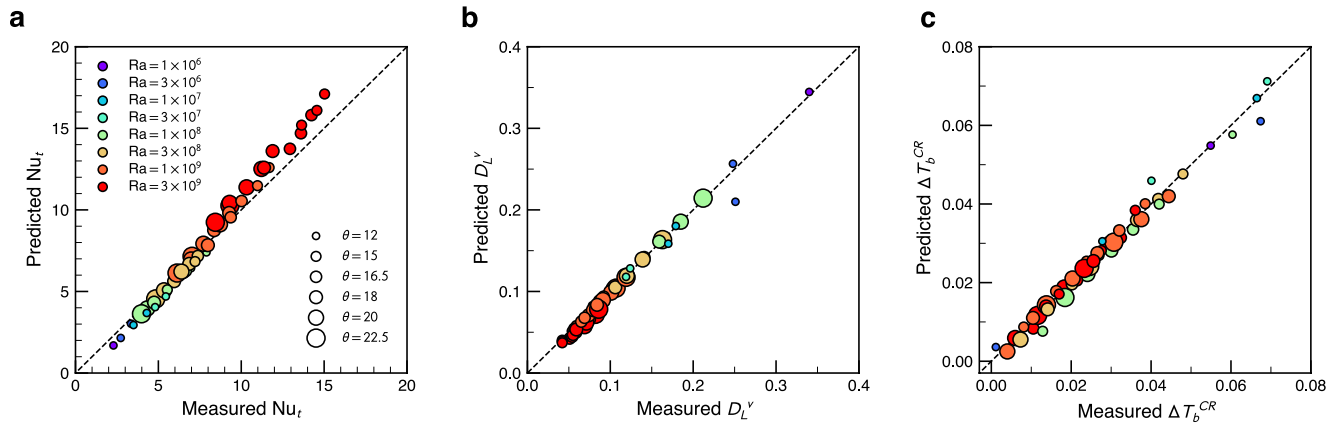 a
20
15
10
5
0
0
5
10
15
20
Predicted Nu_t
Measured Nu_t
Ra = 1 × 10^6
Ra = 3 × 10^6
Ra = 1 × 10^7
Ra = 3 × 10^7
Ra = 1 × 10^8
Ra = 3 × 10^8
Ra = 1 × 10^9
Ra = 3 × 10^9
θ = 12
θ = 15
θ = 16.5
θ = 18
θ = 20
θ = 22.5
b
0.4
0.3
0.2
0.1
0.0
0.0
0.1
0.2
0.3
0.4
Predicted D_L^v
Measured D_L^v
c
0.08
0.06
0.04
0.02
0.00
0.00
0.02
0.04
0.06
0.08
Predicted Δ T_b^CR
Measured Δ T_b^CR